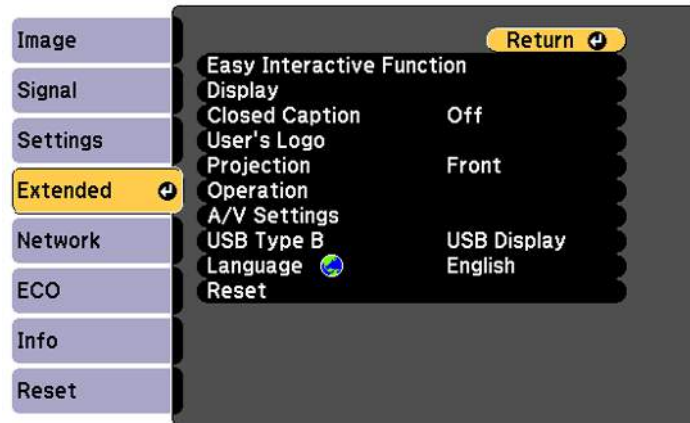 Image
Signal
Settings
Extended
Network
ECO
Info
Reset
Return
Easy Interactive Function
Display
Closed Caption Off
User's Logo
Projection Front
Operation
A/V Settings
USB Type B USB Display
Language English
Reset